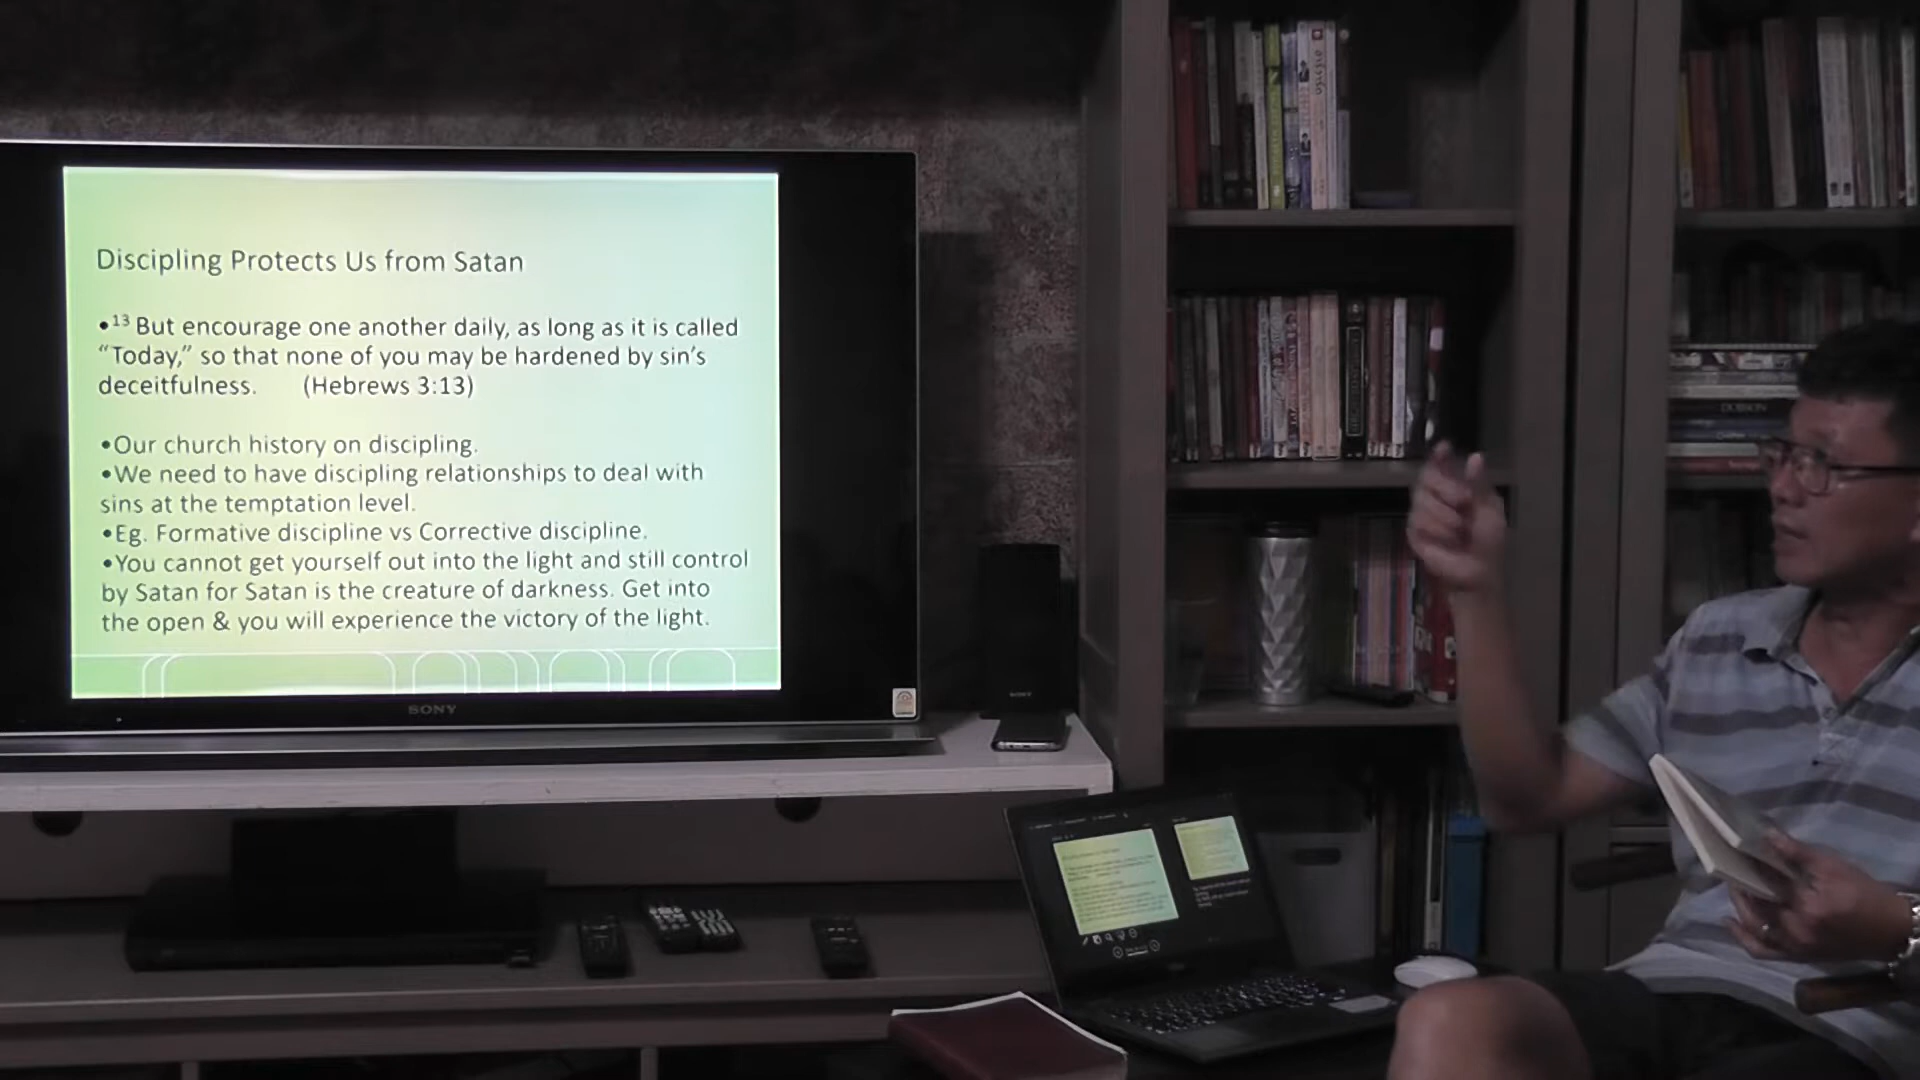 Discipling Protects Us from Satan
•13 But encourage one another daily, as long as it is called
“Today,” so that none of you may be hardened by sin’s
deceitfulness. (Hebrews 3:13)
•Our church history on discipling.
•We need to have discipling relationships to deal with
sins at the temptation level.
•Eg. Formative discipline vs Corrective discipline.
•You cannot get yourself out into the light and still control
by Satan for Satan is the creature of darkness. Get into
the open & you will experience the victory of the light.
SONY
SONY
DOBSON